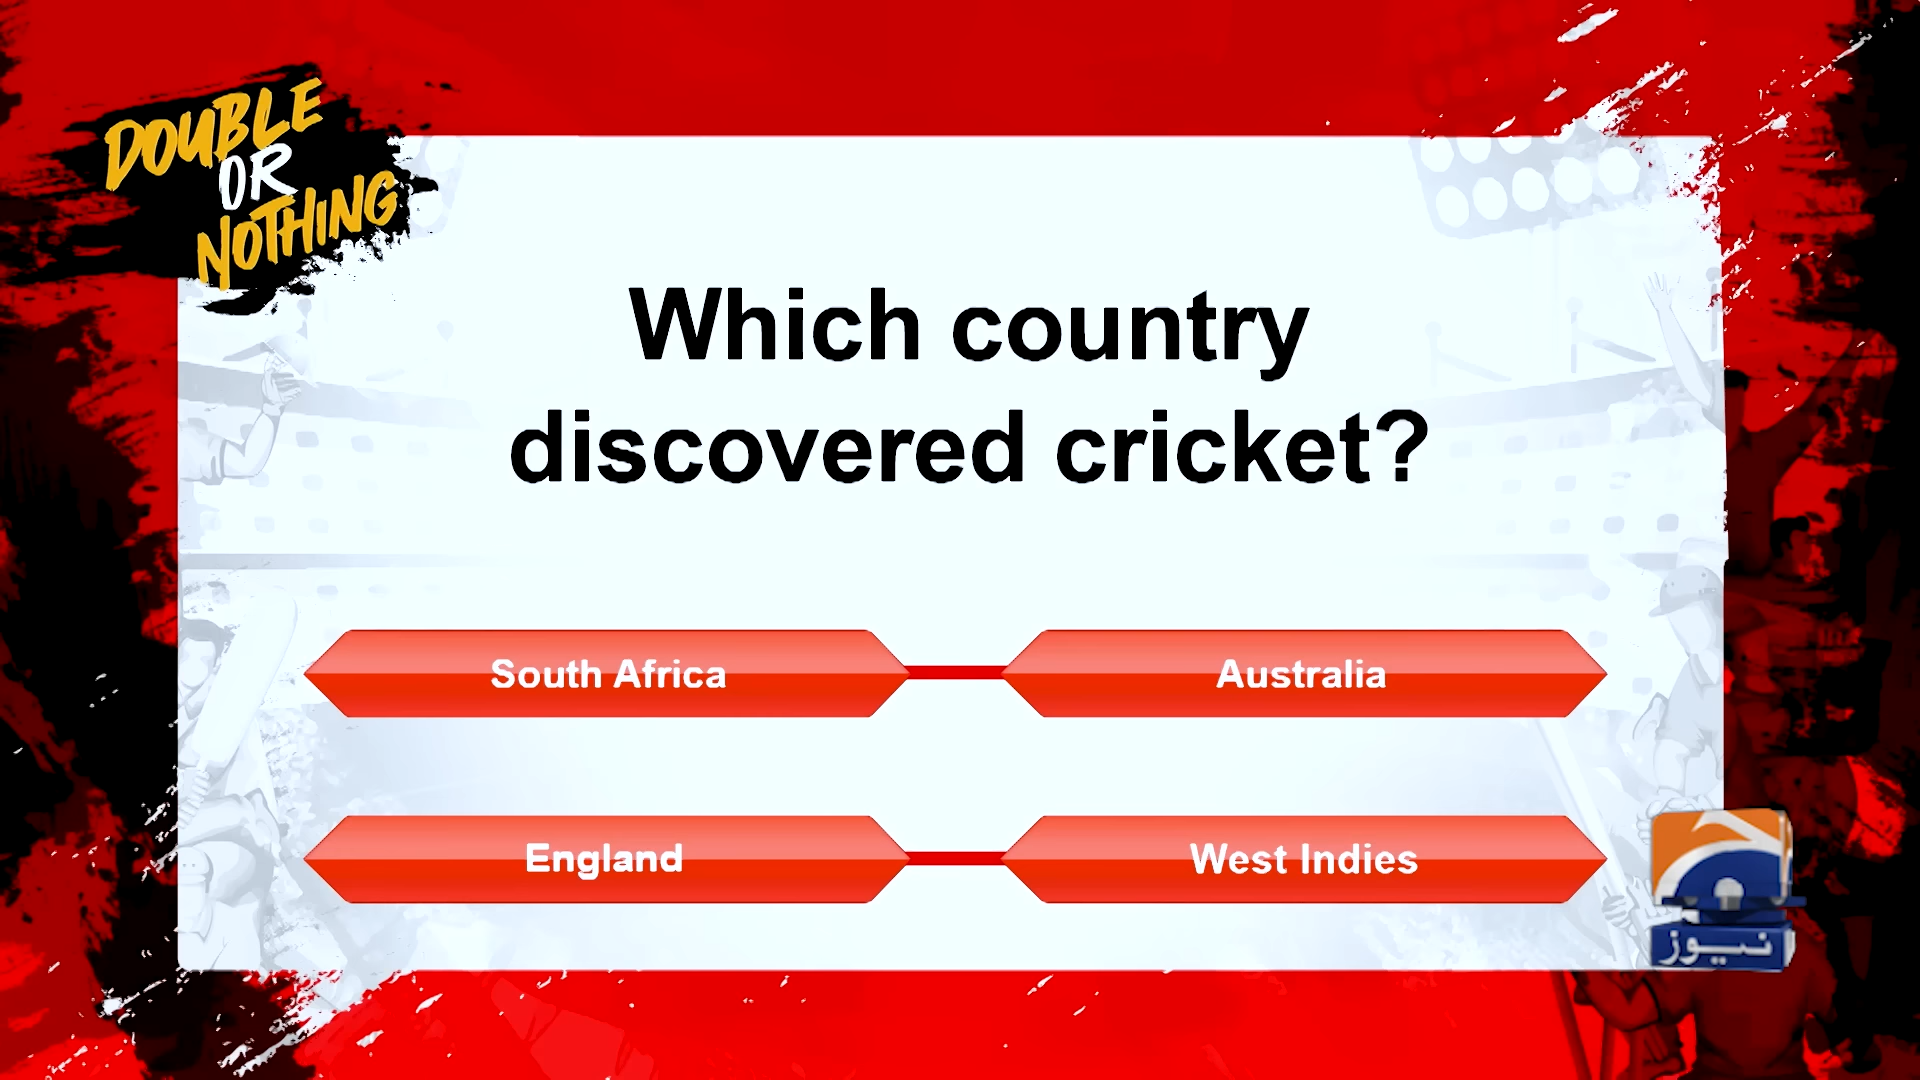 DOUBLE
OR
NOTHING
Which country
discovered cricket?
South Africa
Australia
England
West Indies
نیوز